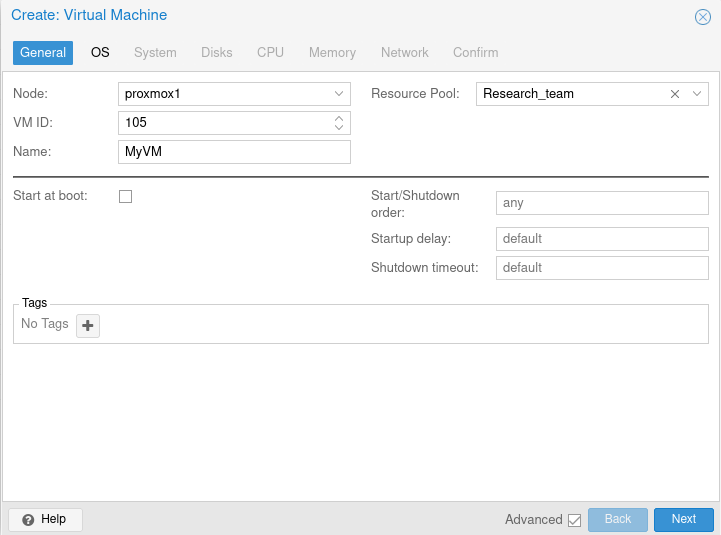 Create: Virtual Machine
General OS System Disks CPU Memory Network Confirm
Node: proxmox1 Resource Pool: Research_team
VM ID: 105
Name: MyVM
Start at boot: Start/Shutdown order: any
Startup delay: default
Shutdown timeout: default
Tags
No Tags
Help Advanced Back Next